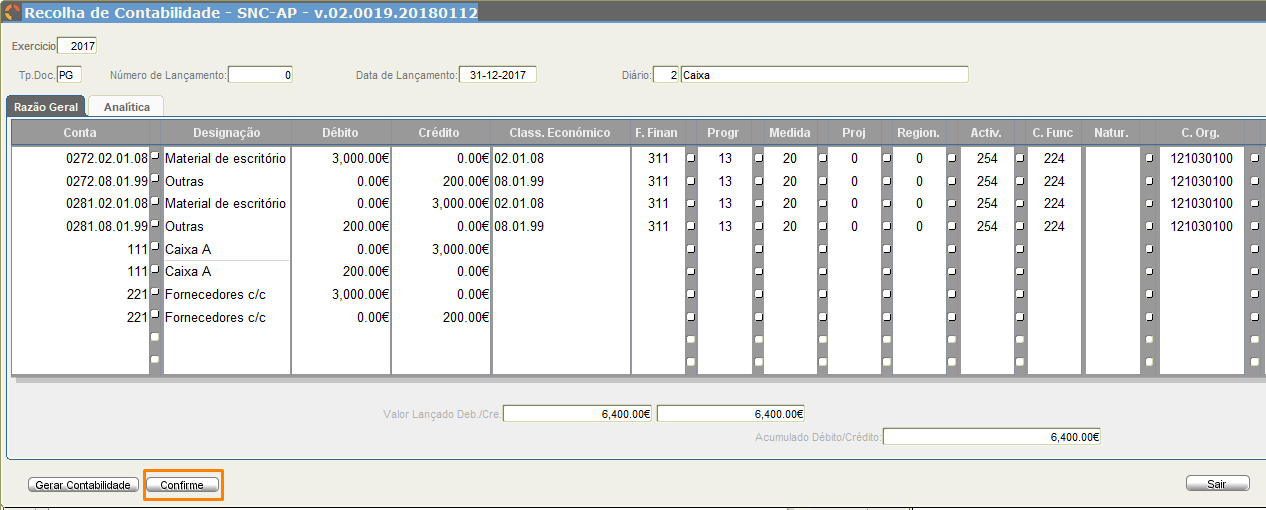 Recolha de Contabilidade - SNC-AP - v.02.0019.20180112
Exercicio 2017
Tp.Doc. PG Número de Lançamento: 0 Data de Lançamento: 31-12-2017 Diário: 2 Caixa
Razão Geral Analítica
Conta Designação Débito Crédito Class. Económico F. Finan Progr Medida Proj Region. Activ. C. Func Natur. C. Org.
0272.02.01.08 Material de escritório 3,000.00€ 0.00€ 02.01.08 311 13 20 0 0 254 224 121030100
0272.08.01.99 Outras 0.00€ 200.00€ 08.01.99 311 13 20 0 0 254 224 121030100
0281.02.01.08 Material de escritório 0.00€ 3,000.00€ 02.01.08 311 13 20 0 0 254 224 121030100
0281.08.01.99 Outras 200.00€ 0.00€ 08.01.99 311 13 20 0 0 254 224 121030100
111 Caixa A 0.00€ 3,000.00€
111 Caixa A 200.00€ 0.00€
221 Fornecedores c/c 3,000.00€ 0.00€
221 Fornecedores c/c 0.00€ 200.00€
Valor Lançado Deb./Cre. 6,400.00€ 6,400.00€
Acumulado Débito/Crédito: 6,400.00€
Gerar Contabilidade Confirme Sair